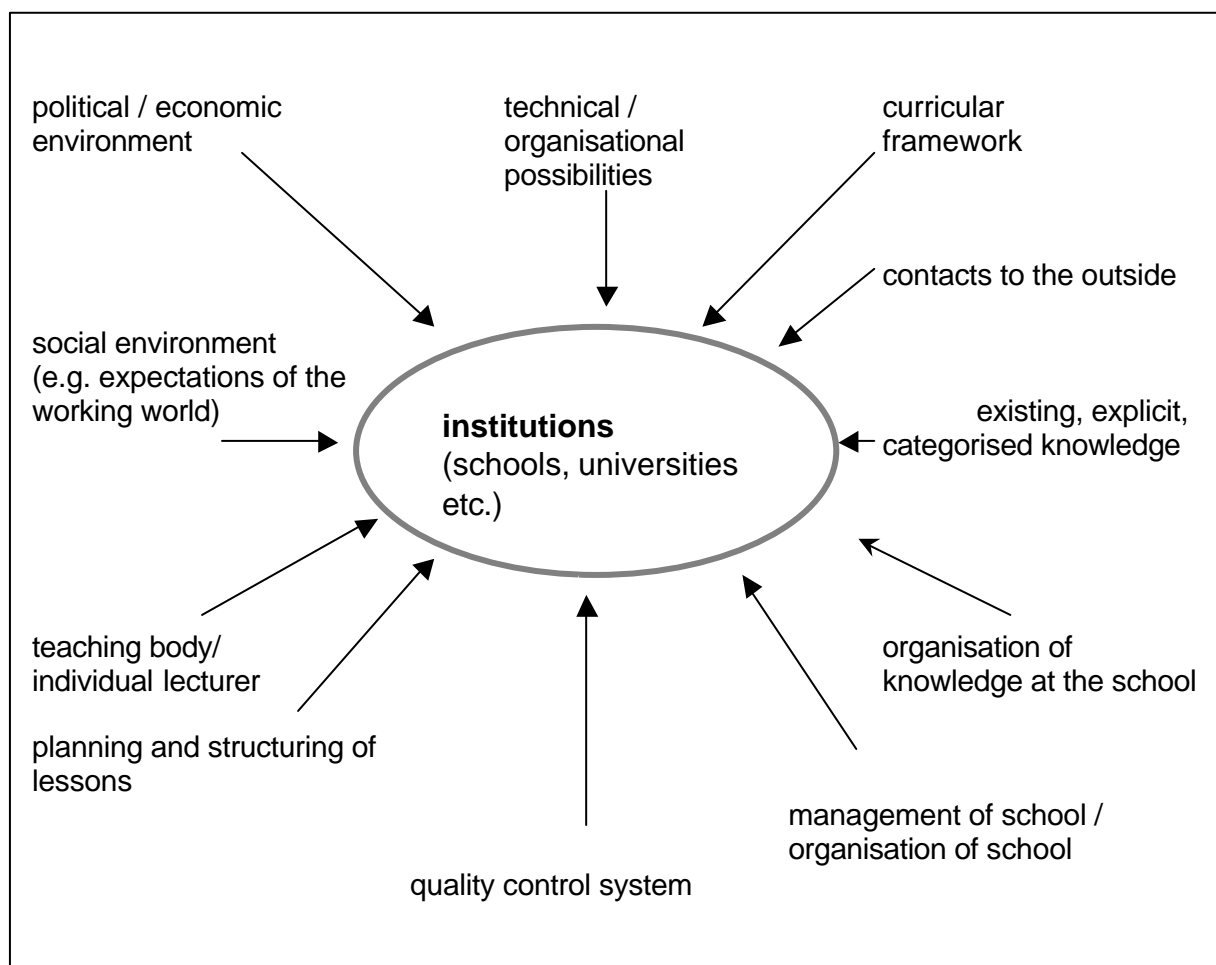 political / economic
environment
technical /
organisational
possibilities
curricular
framework
contacts to the outside
social environment
(e.g. expectations of the
working world)
existing, explicit,
categorised knowledge
institutions
(schools, universities
etc.)
teaching body/
individual lecturer
organisation of
knowledge at the school
planning and structuring of
lessons
management of school /
organisation of school
quality control system